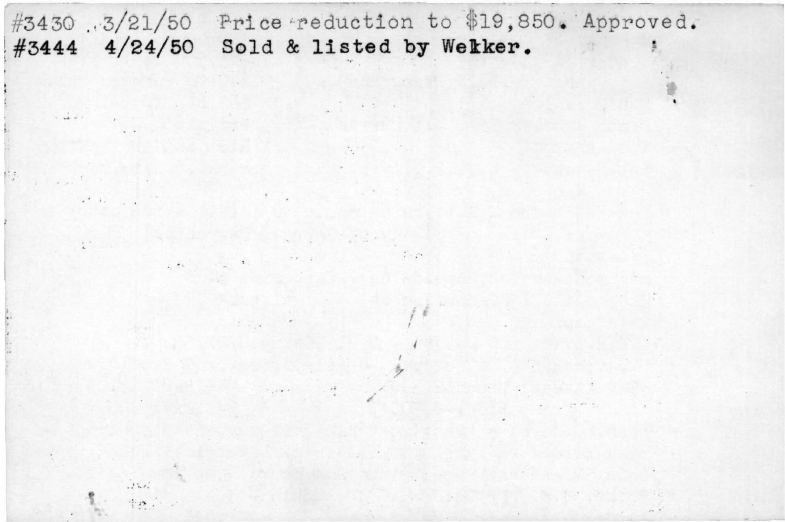 #3430 3/21/50 Price reduction to $19,850. Approved.
#3444 4/24/50 Sold & listed by Welker.